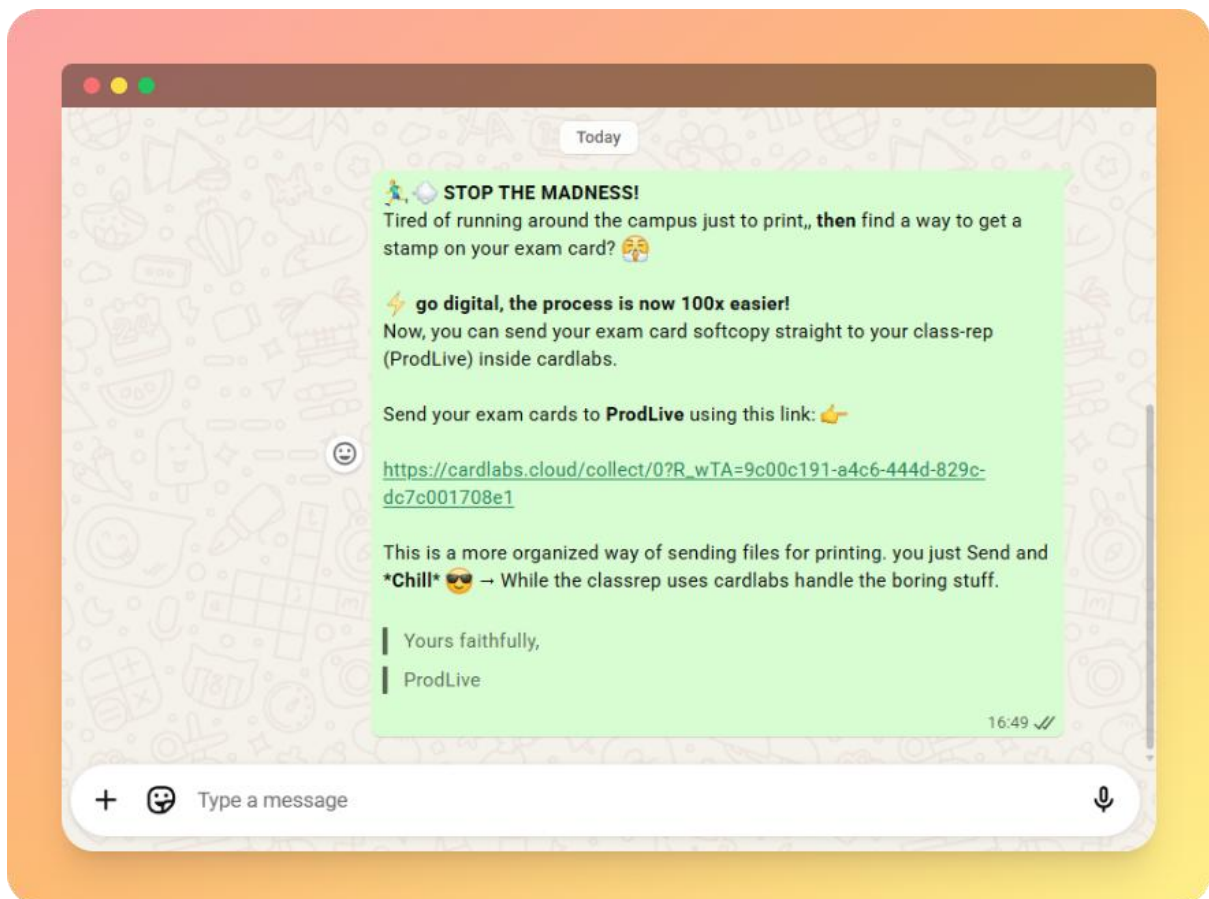 Today
🏃‍♂️💨 STOP THE MADNESS!
Tired of running around the campus just to print,, then find a way to get a
stamp on your exam card? 😤
⚡ go digital, the process is now 100x easier!
Now, you can send your exam card softcopy straight to your class-rep
(ProdLive) inside cardlabs.
Send your exam cards to ProdLive using this link: 👉
https://cardlabs.cloud/collect/0?R_wTA=9c00c191-a4c6-444d-829c-
dc7c001708e1
This is a more organized way of sending files for printing. you just Send and
*Chill* 😎 → While the classrep uses cardlabs handle the boring stuff.
Yours faithfully,
ProdLive
16:49
Type a message